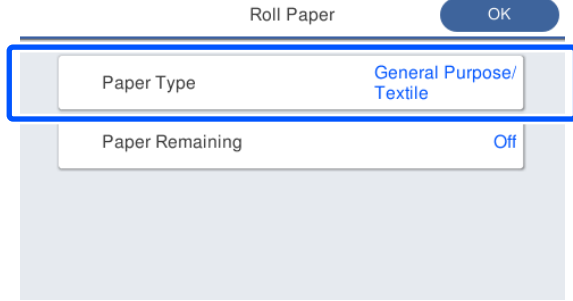 Roll Paper
OK
Paper Type
General Purpose/
Textile
Paper Remaining
Off